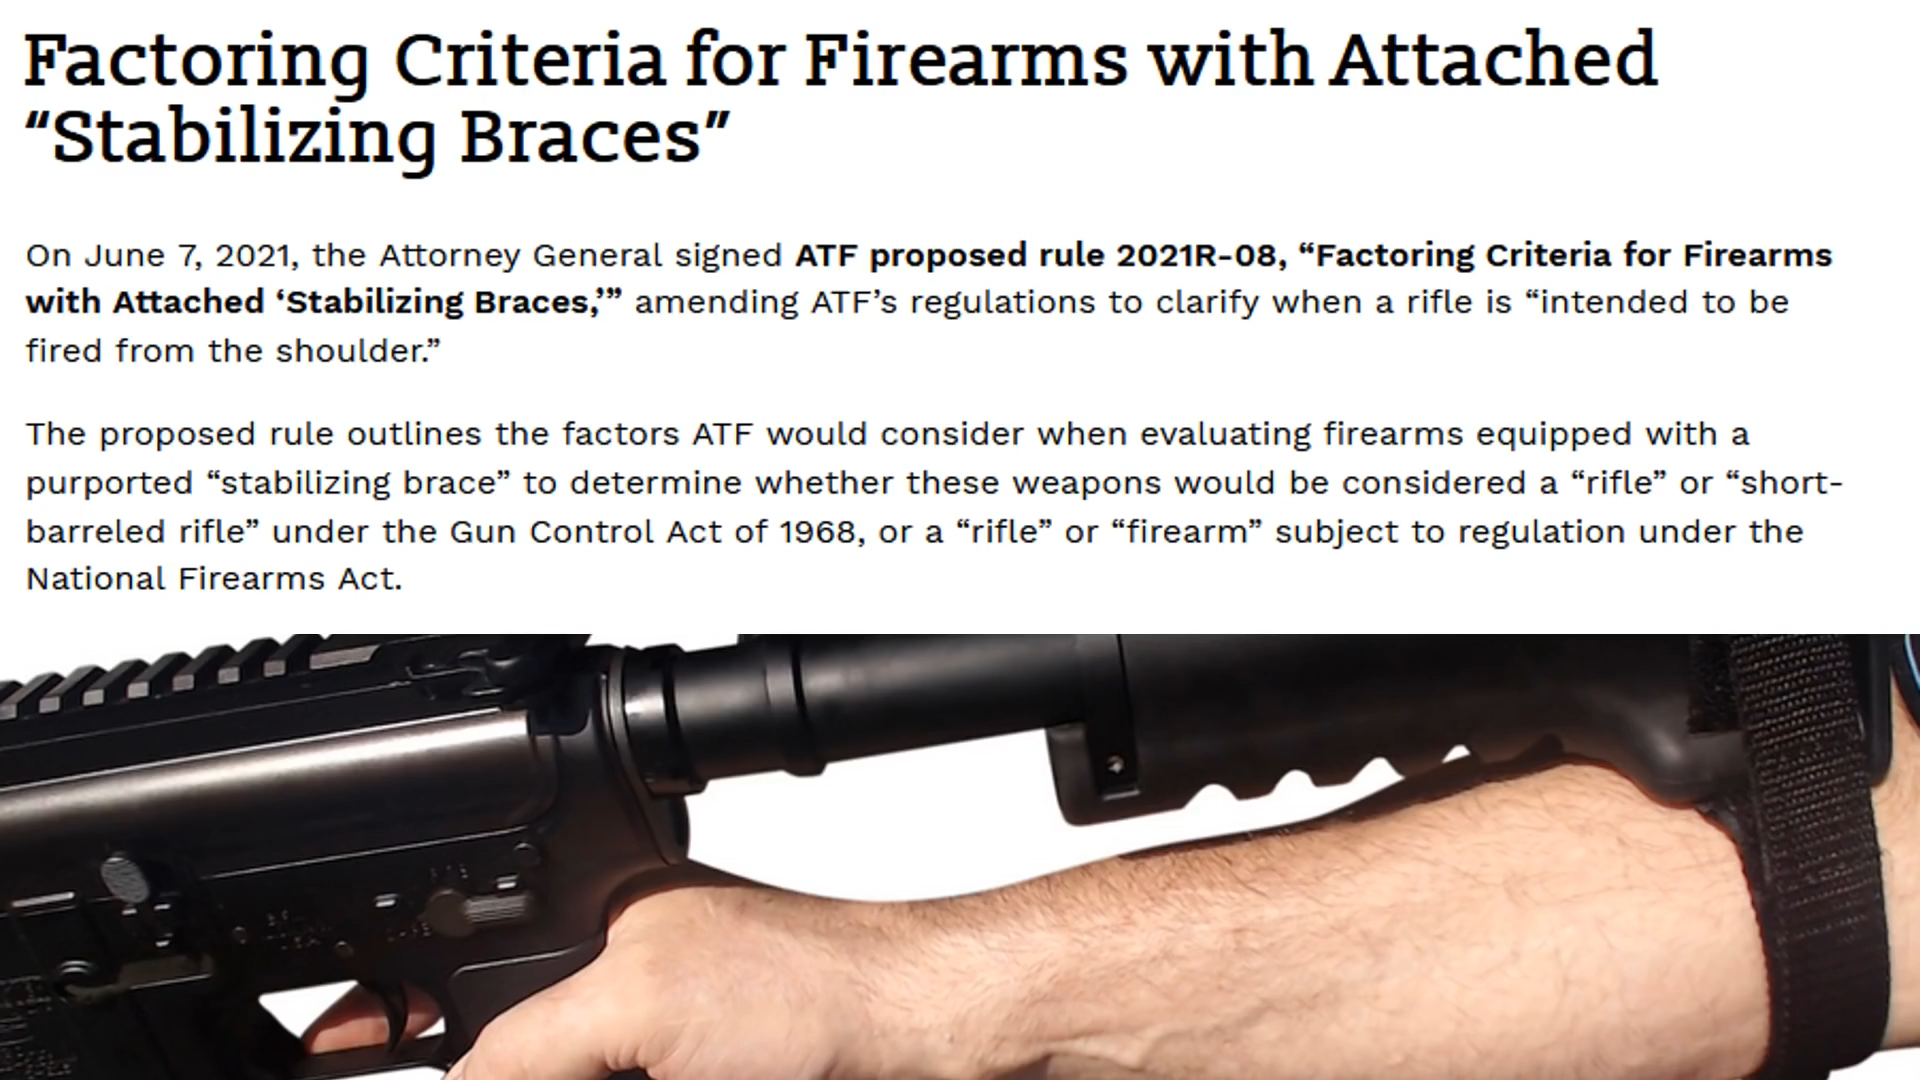 Factoring Criteria for Firearms with Attached
“Stabilizing Braces”
On June 7, 2021, the Attorney General signed ATF proposed rule 2021R-08, “Factoring Criteria for Firearms
with Attached ‘Stabilizing Braces,’” amending ATF’s regulations to clarify when a rifle is “intended to be
fired from the shoulder.”
The proposed rule outlines the factors ATF would consider when evaluating firearms equipped with a
purported “stabilizing brace” to determine whether these weapons would be considered a “rifle” or “short-
barreled rifle” under the Gun Control Act of 1968, or a “rifle” or “firearm” subject to regulation under the
National Firearms Act.